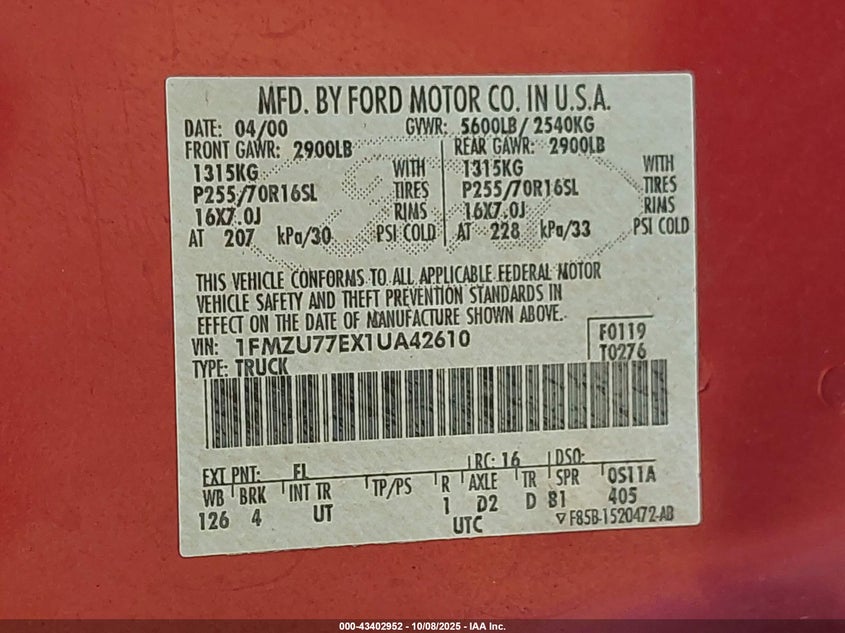 MFD. BY FORD MOTOR CO. IN U.S.A.
DATE: 04/00 GVWR: 5600LB/ 2540KG
FRONT GAWR: 2900LB REAR GAWR: 2900LB
1315KG WITH 1315KG WITH
P255/70R16SL TIRES P255/70R16SL TIRES
16X7.0J RIMS 16X7.0J RIMS
AT 207 kPa/30 PSI COLD AT 228 kPa/33 PSI COLD
THIS VEHICLE CONFORMS TO ALL APPLICABLE FEDERAL MOTOR
VEHICLE SAFETY AND THEFT PREVENTION STANDARDS IN
EFFECT ON THE DATE OF MANUFACTURE SHOWN ABOVE.
VIN: 1FMZU77EX1UA42610 F0119
TYPE: TRUCK T0276
EXT PNT: FL RC: 16 DSO:
WB BRK INT TR TP/PS R AXLE TR SPR 0S11A
126 4 UT 1 D2 D 81 405
UTC ▽F85B-1520472-AB
000-43402952 - 10/08/2025 - IAA Inc.